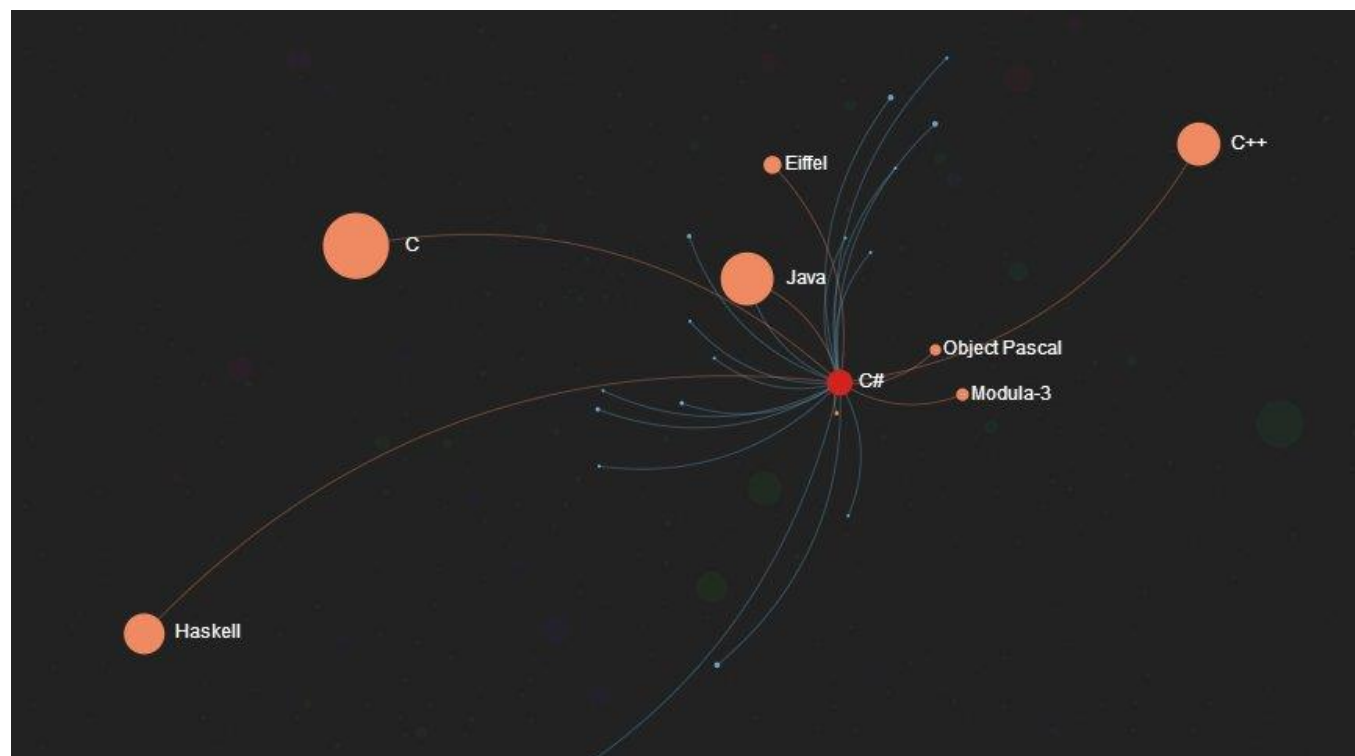 C++
Eiffel
C
Java
Object Pascal
C#
Modula-3
Haskell